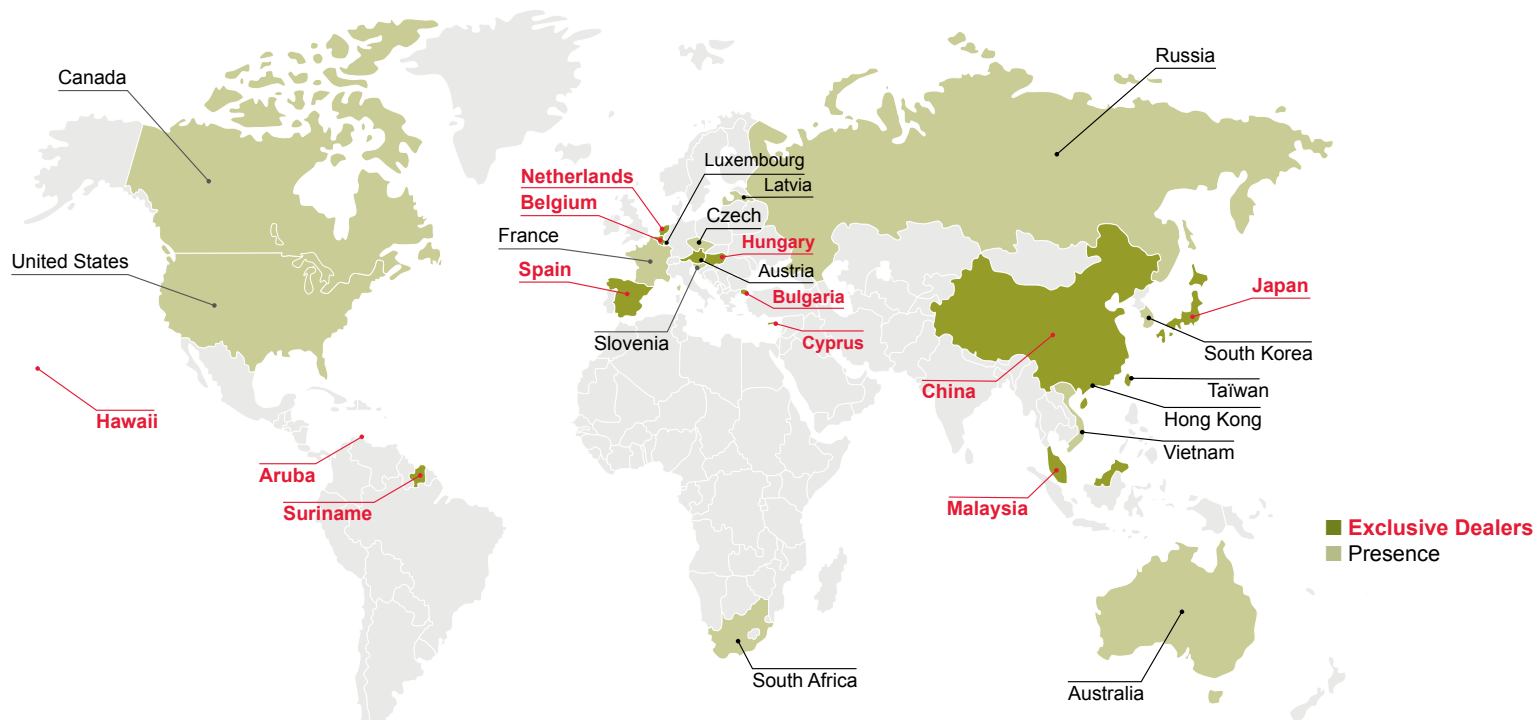 Russia
Canada
Luxembourg
Netherlands
Latvia
Belgium
Czech
France
Hungary
United States
Spain
Austria
Bulgaria
Japan
Slovenia
Cyprus
South Korea
China
Taïwan
Hawaii
Hong Kong
Vietnam
Aruba
Suriname
Malaysia
Exclusive Dealers
Presence
South Africa
Australia